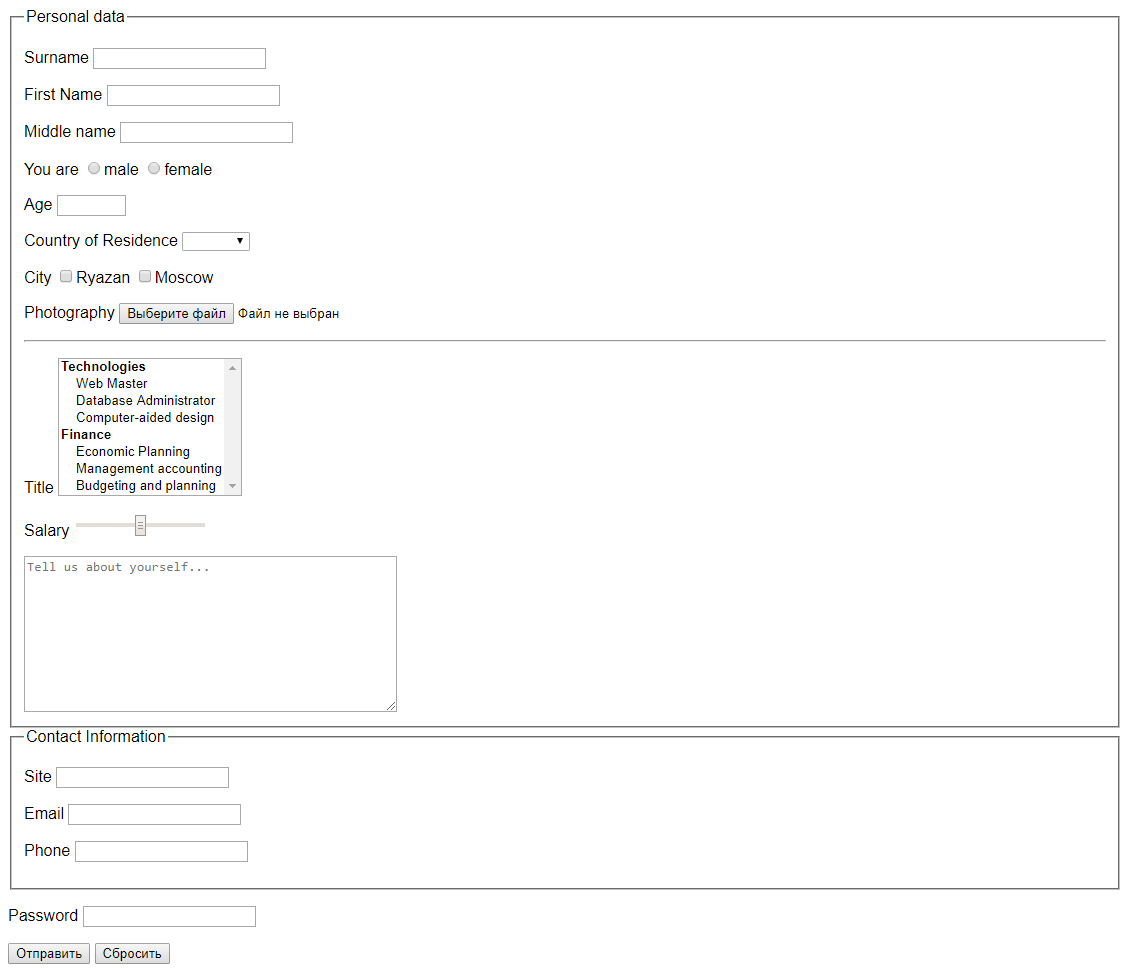 Personal data
Surname
First Name
Middle name
You are male female
Age
Country of Residence
City Ryazan Moscow
Photography Выберите файл Файл не выбран
Technologies
Web Master
Database Administrator
Computer-aided design
Finance
Economic Planning
Management accounting
Title Budgeting and planning
Salary
Tell us about yourself...
Contact Information
Site
Email
Phone
Password
Отправить Сбросить